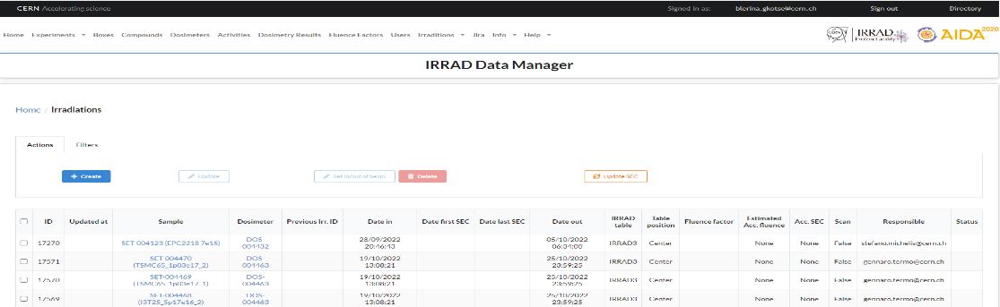 CERN Accelerating science Signed in as: blerina.gkotse@cern.ch Sign out Directory
Home Experiments Boxes Compounds Dosimeters Activities Dosimetry Results Fluence Factors Users Irraditions Jira Info Help
CERN IRRAD Proton Facility AIDA 2020
IRRAD Data Manager
Home / Irradiations
Actions Filters
Create Update Set in/out of beam Delete Update SEC
ID Updated at Sample Dosimeter Previous Irr. ID Date in Date first SEC Date last SEC Date out IRRAD table Table position Fluence factor Estimated Acc. fluence Acc. SEC Scan Responsible Status
17270 SET-004123 (EPC2218 7e15) DOS-004432 28/09/2022 20:46:43 05/10/2022 06:34:00 IRRAD3 Center None None False stefano.michelis@cern.ch
17571 SET-004470 (TSMC65_1p03e17_2) DOS-004463 19/10/2022 13:08:21 25/10/2022 23:59:25 IRRAD3 Center None None False gennaro.termo@cern.ch
17570 SET-004469 (TSMC65_1p03e17_1) DOS-004463 19/10/2022 13:08:21 25/10/2022 23:59:25 IRRAD3 Center None None False gennaro.termo@cern.ch
17569 SET-004468 (I3T25_5p17e16_2) DOS-004463 19/10/2022 13:08:21 25/10/2022 23:59:25 IRRAD3 Center None None False gennaro.termo@cern.ch